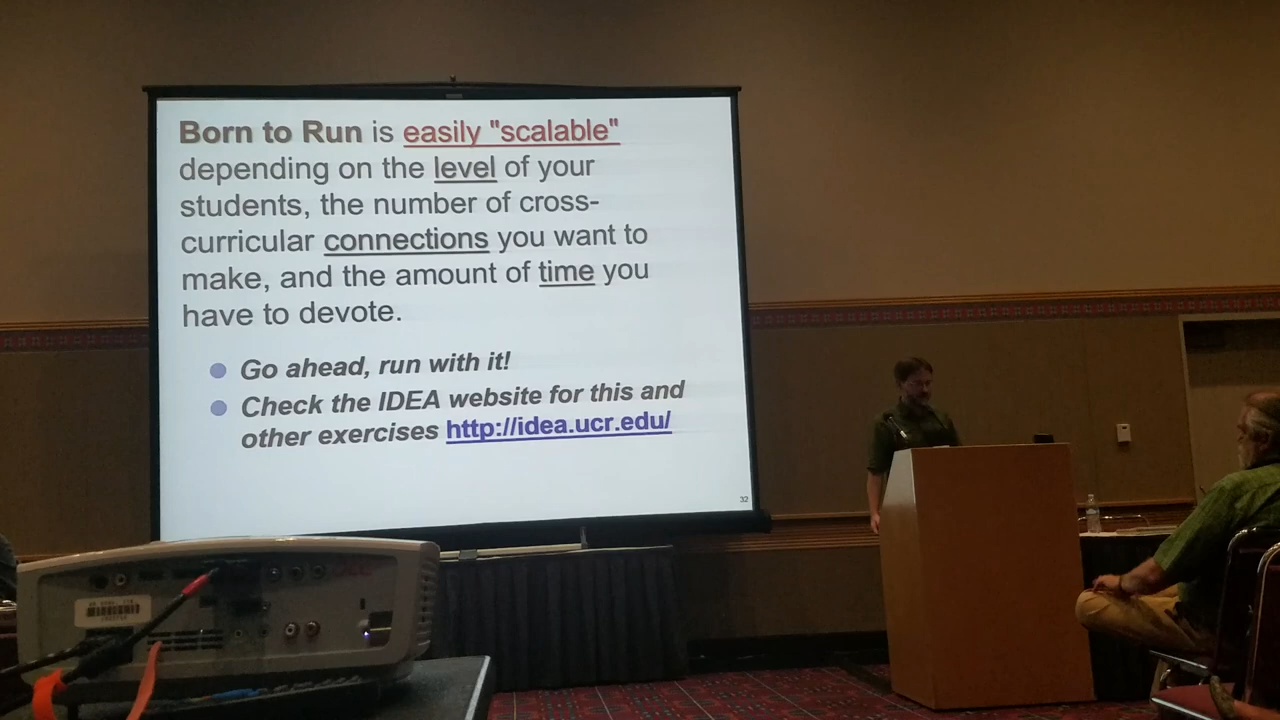 Born to Run is easily "scalable"
depending on the level of your
students, the number of cross-
curricular connections you want to
make, and the amount of time you
have to devote.
Go ahead, run with it!
Check the IDEA website for this and
other exercises http://idea.ucr.edu/
32